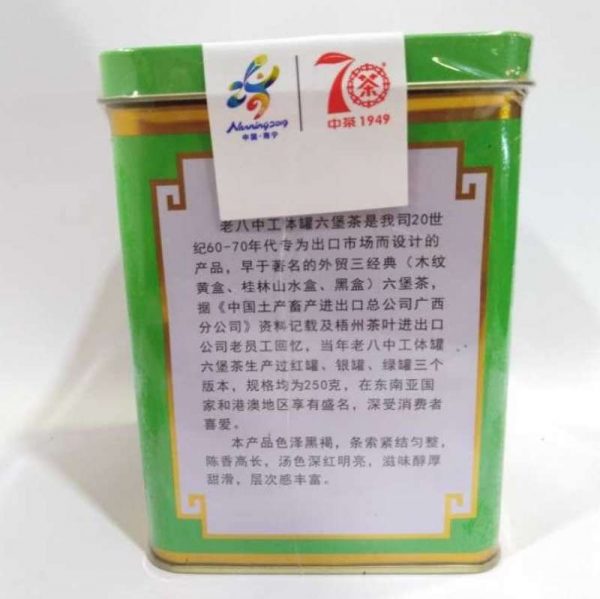 Nanning2019
中国·南宁
70
茶
中茶1949
老八中工体罐六堡茶是我司20世
纪60-70年代专为出口市场而设计的
产品，早于著名的外贸三经典（木纹
黄盒、桂林山水盒、黑盒）六堡茶，
据《中国土产畜产进出口总公司广西
分公司》资料记载及梧州茶叶进出口
公司老员工回忆，当年老八中工体罐
六堡茶生产过红罐、银罐、绿罐三个
版本，规格均为250克，在东南亚国
家和港澳地区享有盛名，深受消费者
喜爱。
本产品色泽黑褐，条索紧结匀整，
陈香高长，汤色深红明亮，滋味醇厚
甜滑，层次感丰富。